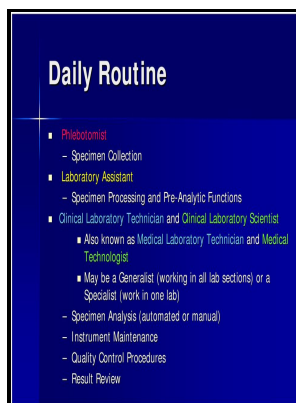 Daily Routine
■ Phlebotomist
– Specimen Collection
■ Laboratory Assistant
– Specimen Processing and Pre-Analytic Functions
■ Clinical Laboratory Technician and Clinical Laboratory Scientist
■ Also known as Medical Laboratory Technician and Medical
Technologist
■ May be a Generalist (working in all lab sections) or a
Specialist (work in one lab)
– Specimen Analysis (automated or manual)
– Instrument Maintenance
– Quality Control Procedures
– Result Review